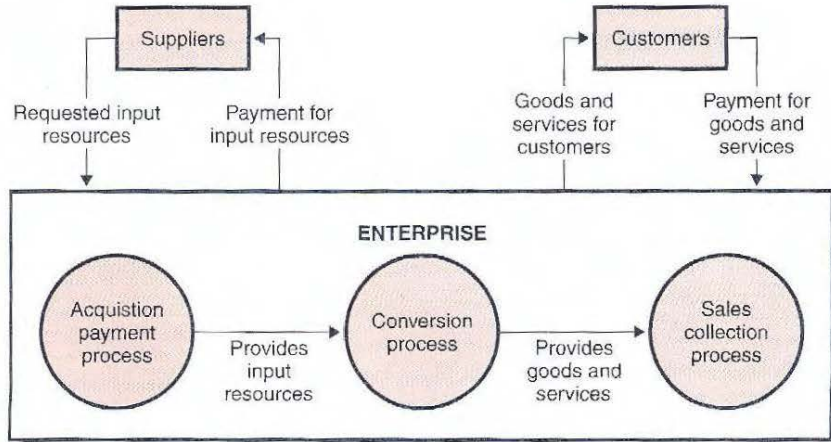 Suppliers
Customers
Requested input
resources
Payment for
input resources
Goods and
services for
customers
Payment for
goods and
services
ENTERPRISE
Acquistion
payment
process
Provides
input
resources
Conversion
process
Provides
goods and
services
Sales
collection
process